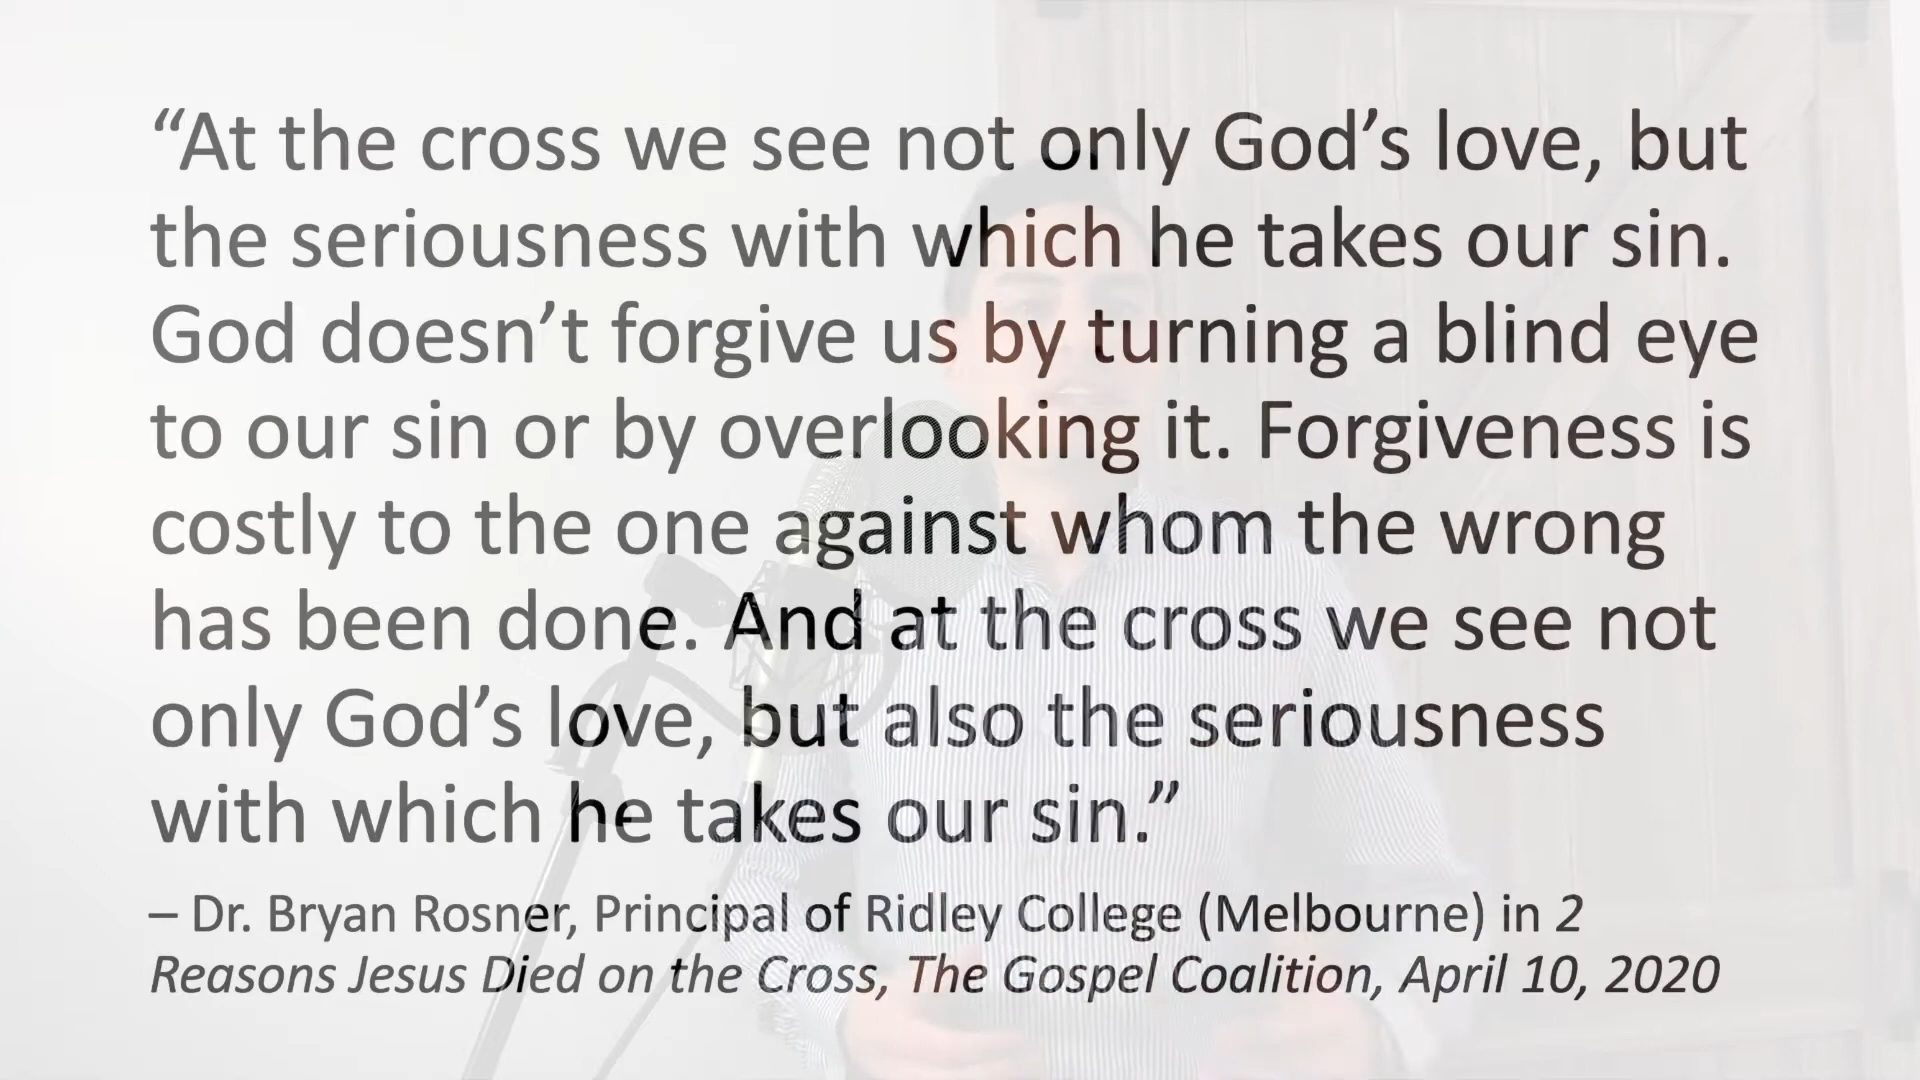 “At the cross we see not only God’s love, but
the seriousness with which he takes our sin.
God doesn’t forgive us by turning a blind eye
to our sin or by overlooking it. Forgiveness is
costly to the one against whom the wrong
has been done. And at the cross we see not
only God’s love, but also the seriousness
with which he takes our sin.”
– Dr. Bryan Rosner, Principal of Ridley College (Melbourne) in 2
Reasons Jesus Died on the Cross, The Gospel Coalition, April 10, 2020